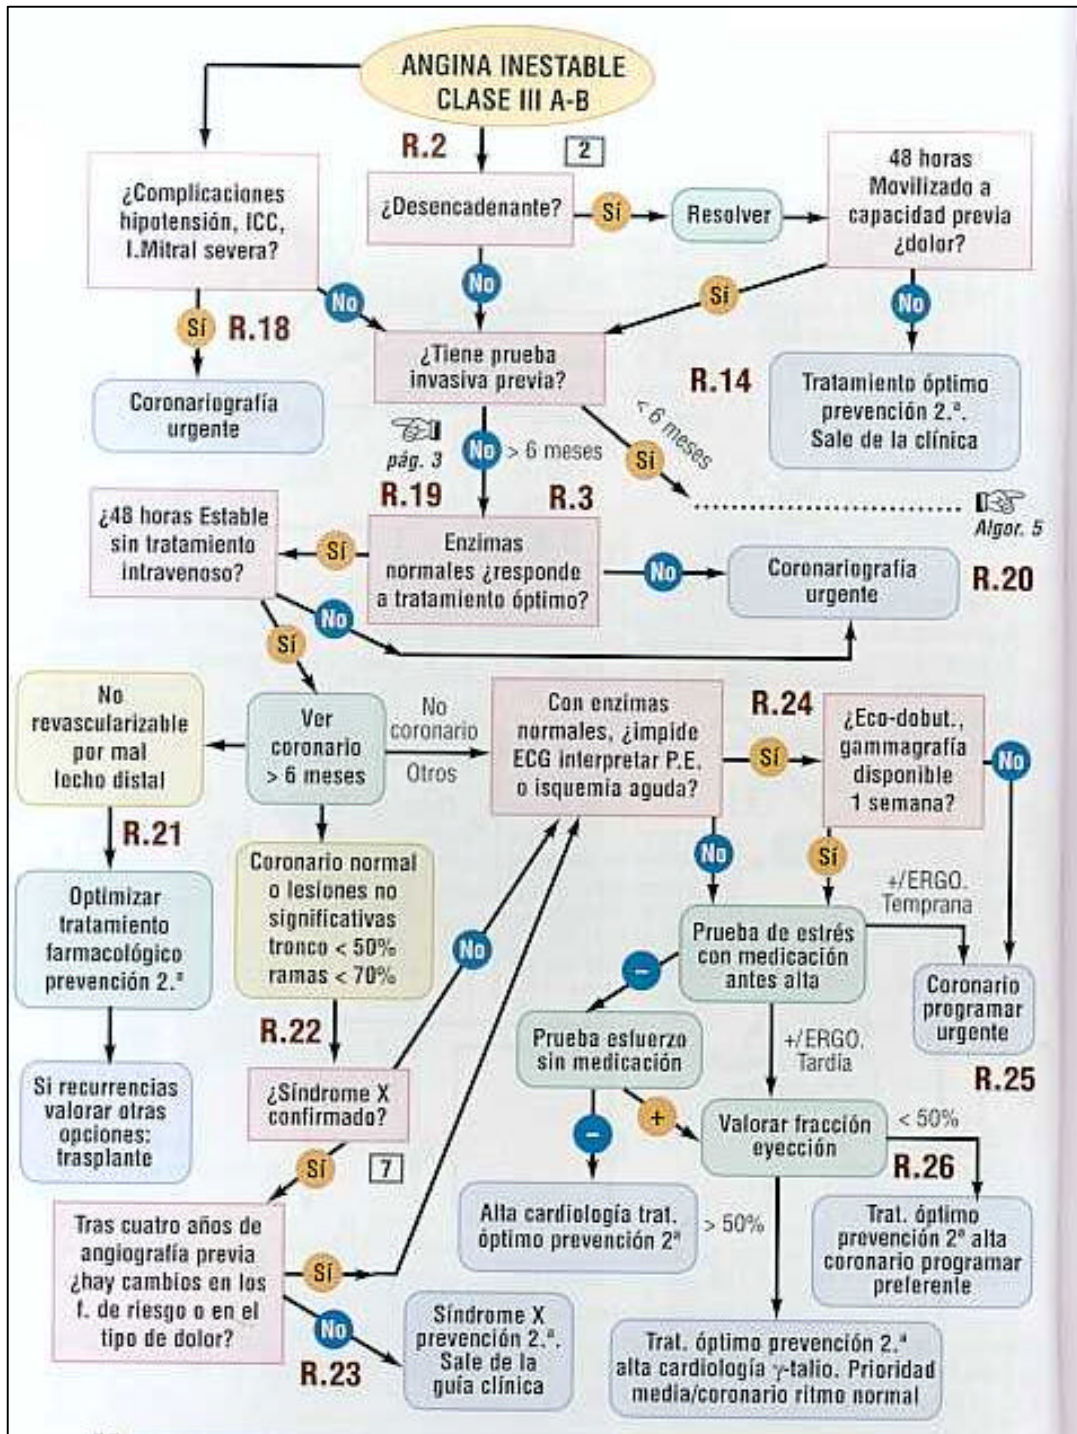 ANGINA INESTABLE
CLASE III A-B
R.2
2
¿Complicaciones
hipotensión, ICC,
I.Mitral severa?
¿Desencadenante?
Sí
Resolver
48 horas
Movilizado a
capacidad previa
¿dolor?
No
No
Sí
No
Sí
R.18
¿Tiene prueba
invasiva previa?
R.14
Tratamiento óptimo
prevención 2.ª.
Sale de la clínica
Coronariografía
urgente
pág. 3
No
> 6 meses
< 6 meses
Sí
Algor. 5
R.19
R.3
¿48 horas Estable
sin tratamiento
intravenoso?
Sí
Enzimas
normales ¿responde
a tratamiento óptimo?
No
Coronariografía
urgente
R.20
No
Sí
No
revascularizable
por mal
lecho distal
Ver
coronario
> 6 meses
No
coronario
Otros
Con enzimas
normales, ¿impide
ECG interpretar P.E.
o isquemia aguda?
R.24
Sí
¿Eco-dobut.,
gammagrafía
disponible
1 semana?
No
R.21
No
Sí
Optimizar
tratamiento
farmacológico
prevención 2.ª
Coronario normal
o lesiones no
significativas
tronco < 50%
ramas < 70%
No
Prueba de estrés
con medicación
antes alta
+/ERGO.
Temprana
−
R.22
Prueba esfuerzo
sin medicación
+/ERGO.
Tardía
Coronario
programar
urgente
R.25
Si recurrencias
valorar otras
opciones:
trasplante
¿Síndrome X
confirmado?
Sí
7
−
+
Valorar fracción
eyección
< 50%
R.26
Tras cuatro años de
angiografía previa
¿hay cambios en los
f. de riesgo o en el
tipo de dolor?
Sí
No
R.23
Síndrome X
prevención 2.ª.
Sale de la
guía clínica
Alta cardiología trat.
óptimo prevención 2ª
> 50%
Trat. óptimo
prevención 2ª alta
coronario programar
preferente
Trat. óptimo prevención 2.ª
alta cardiología γ-talio. Prioridad
media/coronario ritmo normal